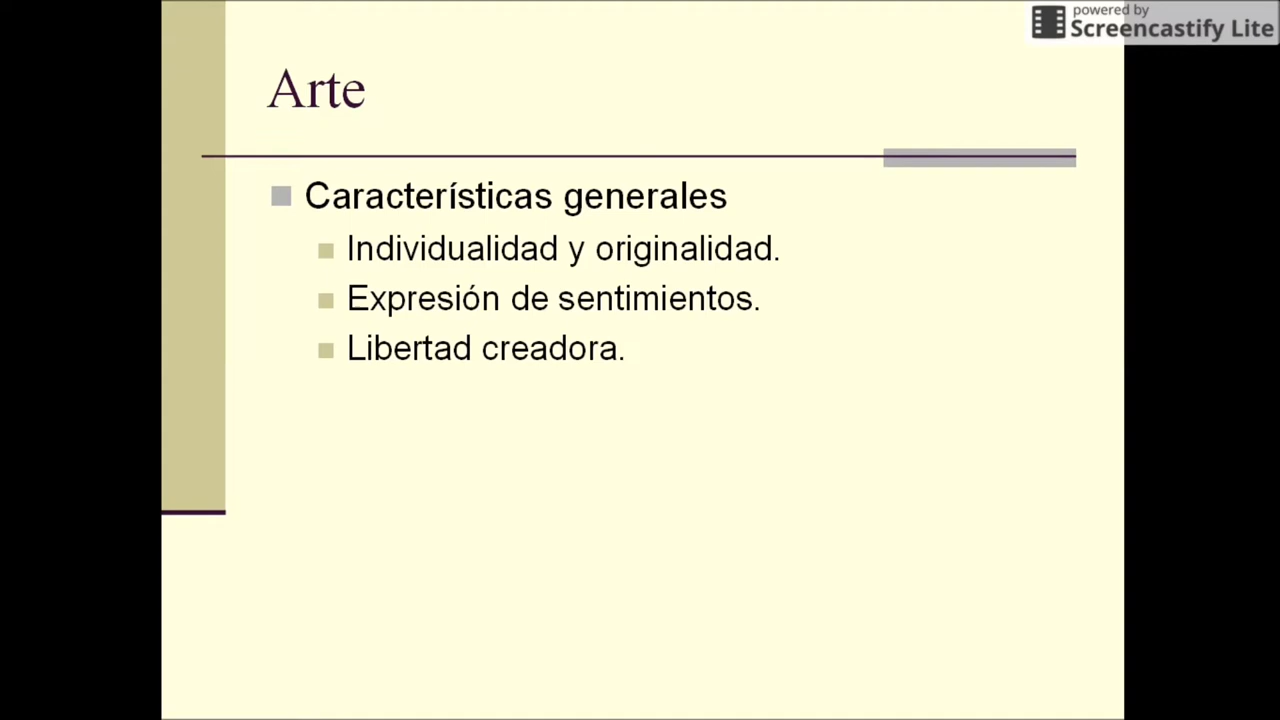 powered by
Screencastify Lite
Arte
Características generales
Individualidad y originalidad.
Expresión de sentimientos.
Libertad creadora.